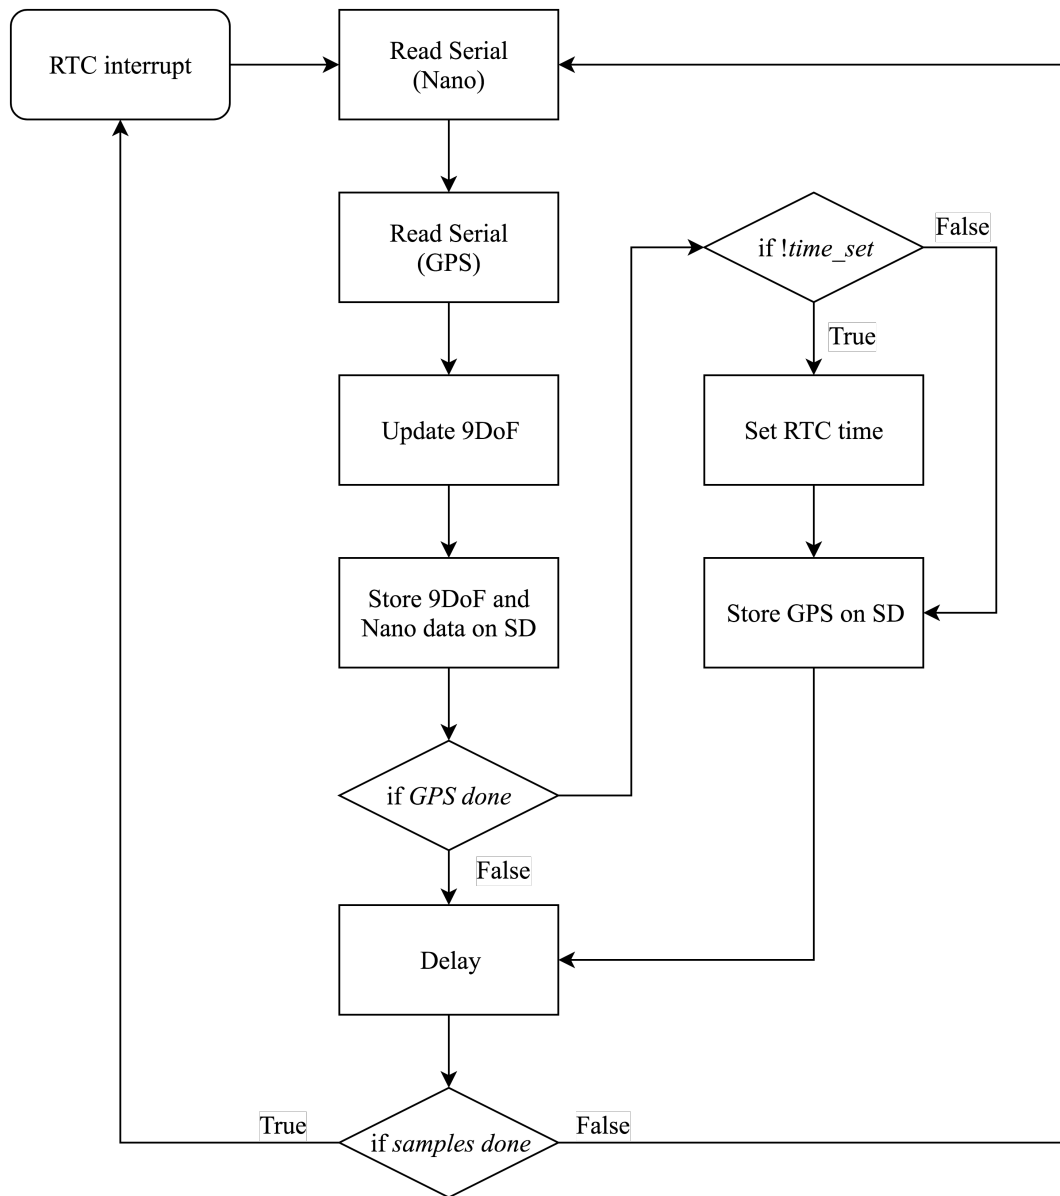 RTC interrupt
Read Serial
(Nano)
Read Serial
(GPS)
if !time_set
False
True
Update 9DoF
Set RTC time
Store 9DoF and
Nano data on SD
Store GPS on SD
if GPS done
False
Delay
True
if samples done
False